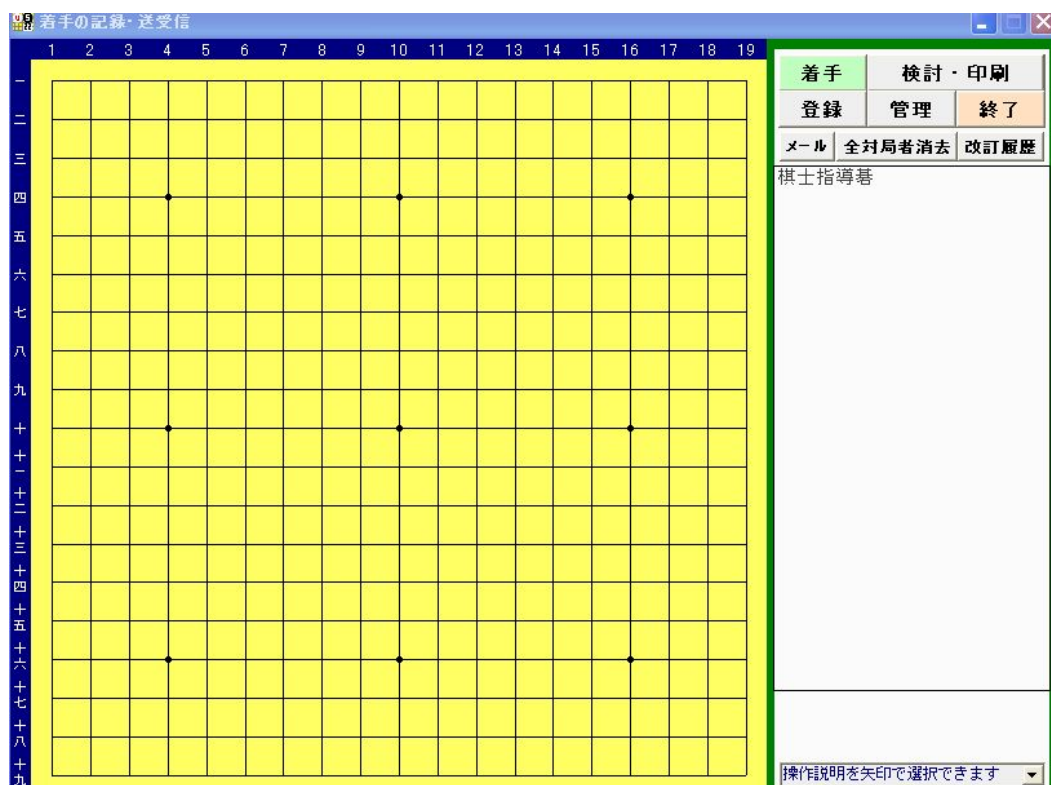 着手の記録・送受信
1 2 3 4 5 6 7 8 9 10 11 12 13 14 15 16 17 18 19
一
二
三
四
五
六
七
八
九
十
十一
十二
十三
十四
十五
十六
十七
十八
十九
着手 検討・印刷
登録 管理 終了
メール 全対局者消去 改訂履歴
棋士指導碁
操作説明を矢印で選択できます